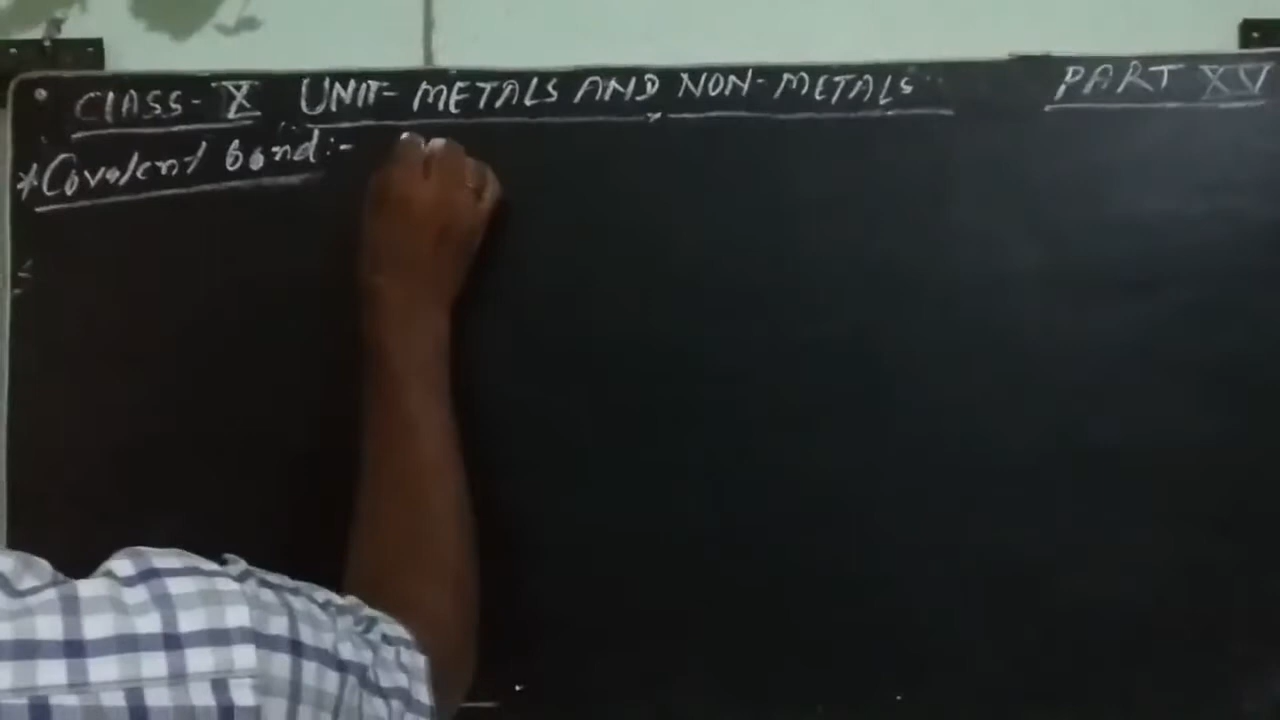 CLASS- X UNIT- METALS AND NON-METALS PART XV
*Covalent bond:-